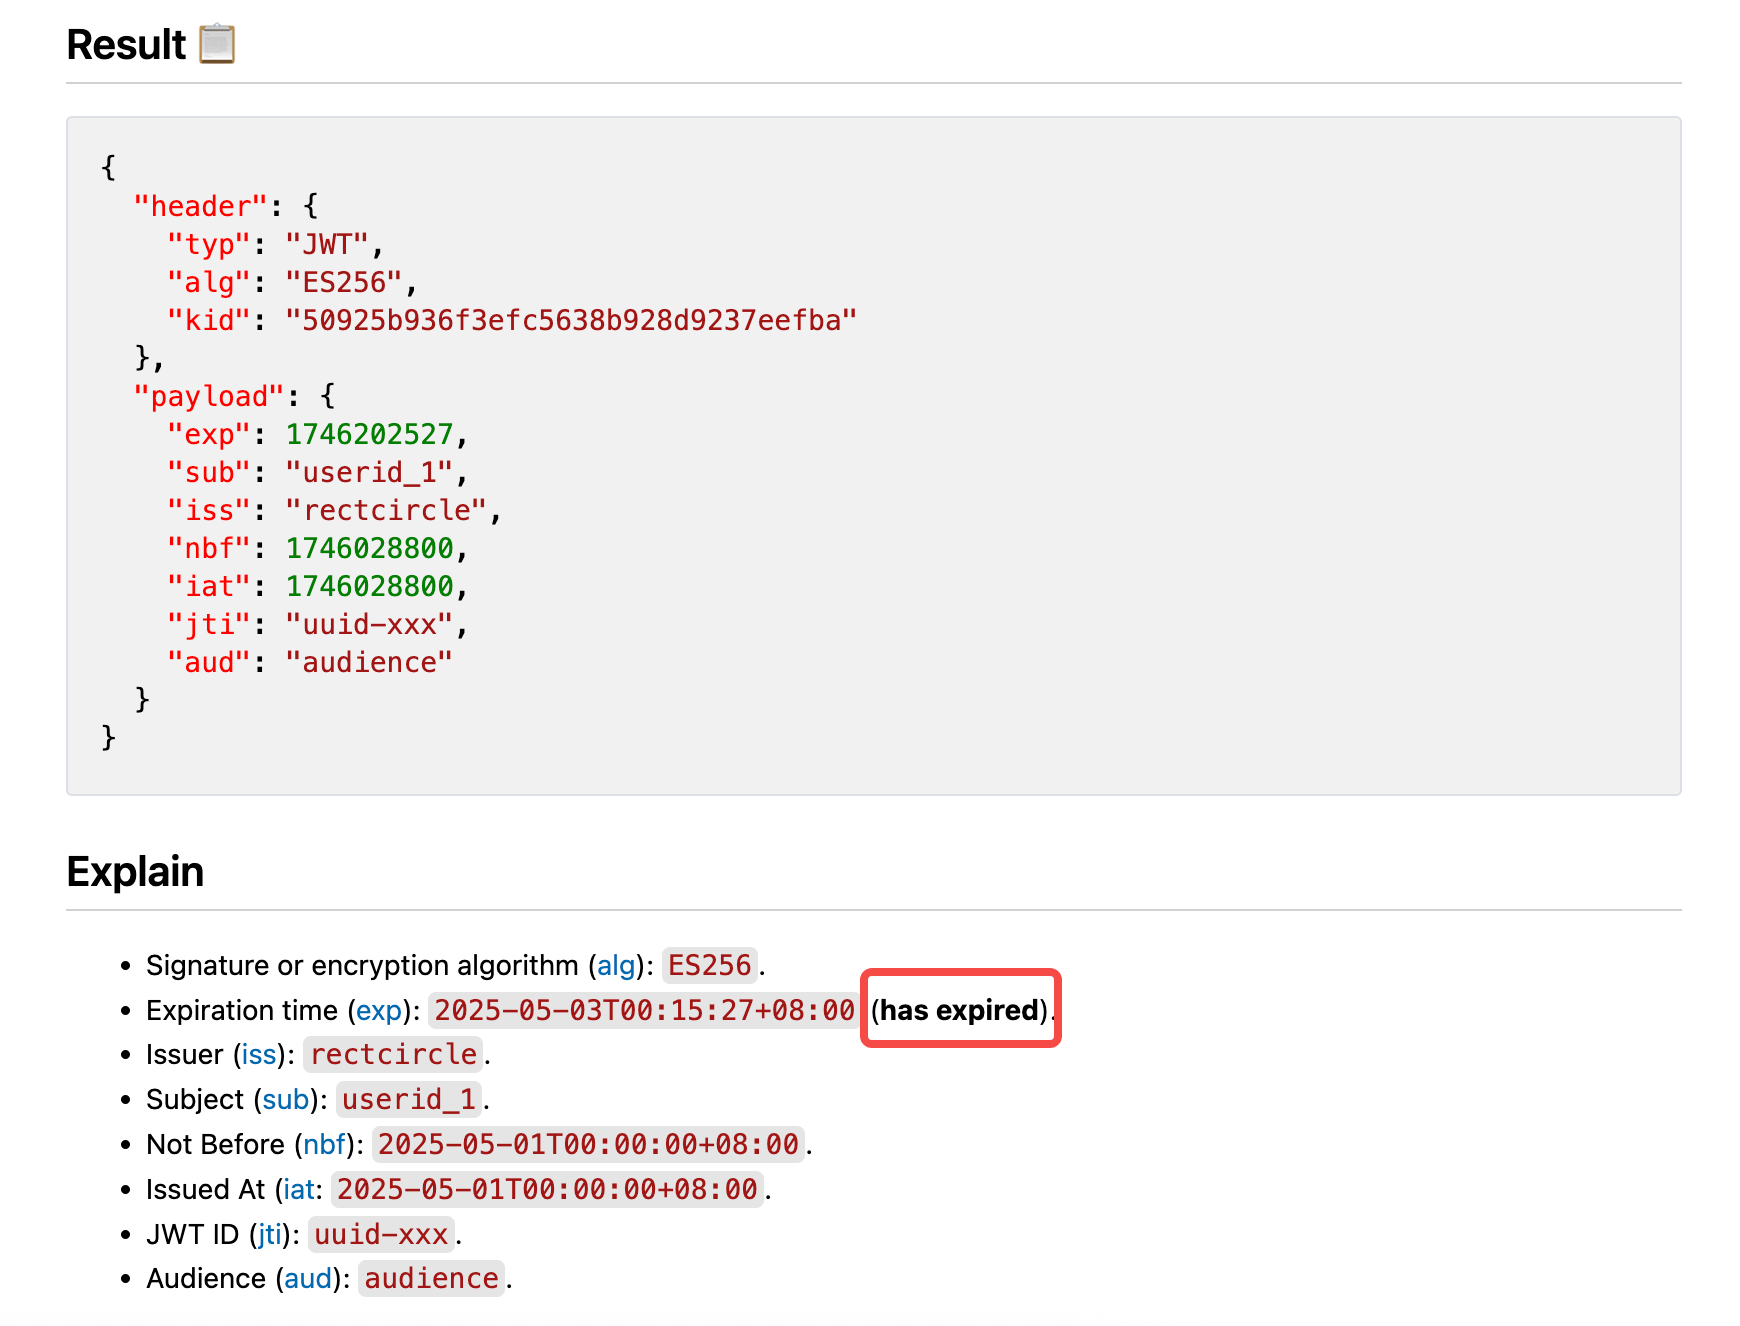 Result 📋
{
  "header": {
    "typ": "JWT",
    "alg": "ES256",
    "kid": "50925b936f3efc5638b928d9237eefba"
  },
  "payload": {
    "exp": 1746202527,
    "sub": "userid_1",
    "iss": "rectcircle",
    "nbf": 1746028800,
    "iat": 1746028800,
    "jti": "uuid-xxx",
    "aud": "audience"
  }
}
Explain
• Signature or encryption algorithm (alg): ES256.
• Expiration time (exp): 2025-05-03T00:15:27+08:00 (has expired).
• Issuer (iss): rectcircle.
• Subject (sub): userid_1.
• Not Before (nbf): 2025-05-01T00:00:00+08:00.
• Issued At (iat: 2025-05-01T00:00:00+08:00.
• JWT ID (jti): uuid-xxx.
• Audience (aud): audience.